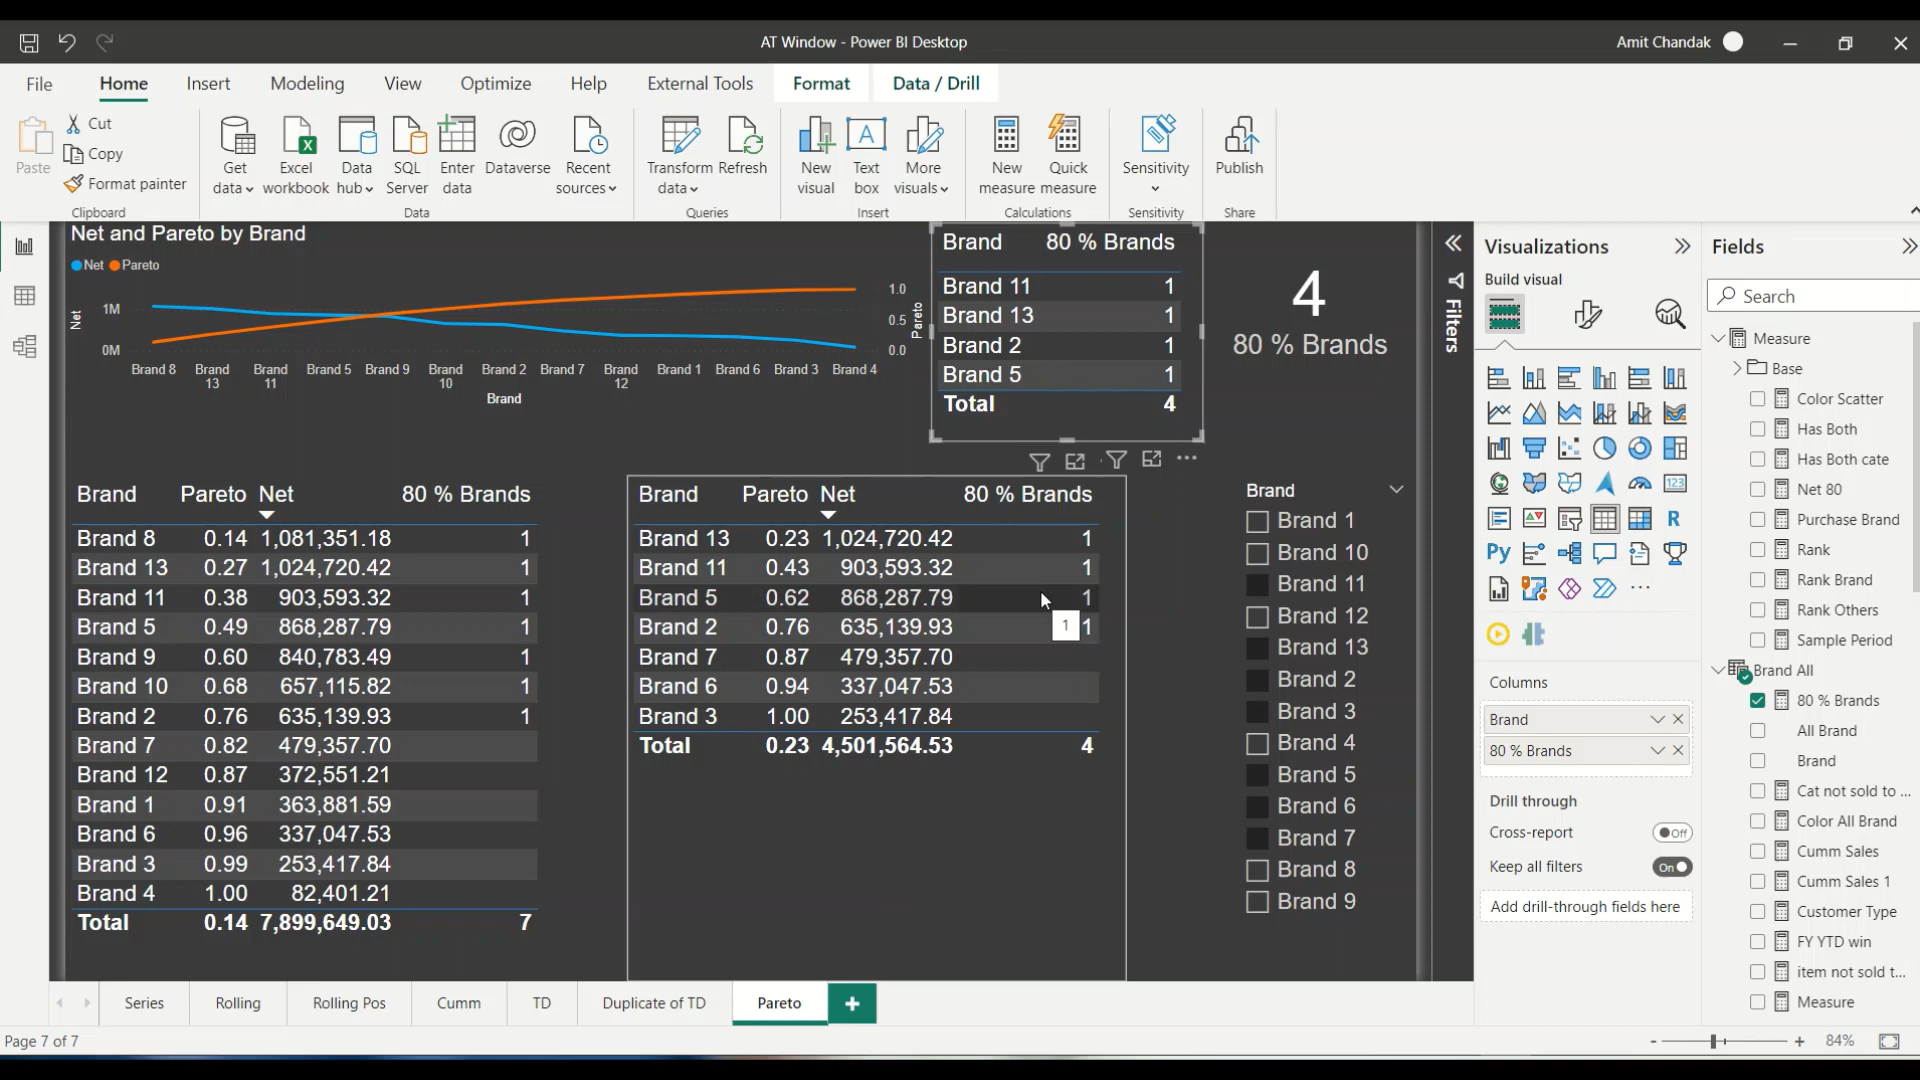 AT Window - Power BI Desktop
Amit Chandak
File Home Insert Modeling View Optimize Help External Tools Format Data / Drill
Paste
Cut
Copy
Format painter
Clipboard
Get data
Excel workbook
Data hub
SQL Server
Enter data
Dataverse
Recent sources
Data
Transform data
Refresh
Queries
New visual
Text box
More visuals
Insert
New measure
Quick measure
Calculations
Sensitivity
Sensitivity
Publish
Share
Net and Pareto by Brand
Net Pareto
Net
1M
0M
1.0
0.5
0.0
Pareto
Brand 8 Brand 13 Brand 11 Brand 5 Brand 9 Brand 10 Brand 2 Brand 7 Brand 12 Brand 1 Brand 6 Brand 3 Brand 4
Brand
Brand 80 % Brands
Brand 11 1
Brand 13 1
Brand 2 1
Brand 5 1
Total 4
4
80 % Brands
Brand Pareto Net 80 % Brands
Brand 8 0.14 1,081,351.18 1
Brand 13 0.27 1,024,720.42 1
Brand 11 0.38 903,593.32 1
Brand 5 0.49 868,287.79 1
Brand 9 0.60 840,783.49 1
Brand 10 0.68 657,115.82 1
Brand 2 0.76 635,139.93 1
Brand 7 0.82 479,357.70
Brand 12 0.87 372,551.21
Brand 1 0.91 363,881.59
Brand 6 0.96 337,047.53
Brand 3 0.99 253,417.84
Brand 4 1.00 82,401.21
Total 0.14 7,899,649.03 7
Brand Pareto Net 80 % Brands
Brand 13 0.23 1,024,720.42 1
Brand 11 0.43 903,593.32 1
Brand 5 0.62 868,287.79 1
Brand 2 0.76 635,139.93 1
1
Brand 7 0.87 479,357.70
Brand 6 0.94 337,047.53
Brand 3 1.00 253,417.84
Total 0.23 4,501,564.53 4
Brand
Brand 1
Brand 10
Brand 11
Brand 12
Brand 13
Brand 2
Brand 3
Brand 4
Brand 5
Brand 6
Brand 7
Brand 8
Brand 9
Filters
Visualizations
Build visual
123
R
Py
Columns
Brand
80 % Brands
Drill through
Cross-report Off
Keep all filters On
Add drill-through fields here
Fields
Search
Measure
Base
Color Scatter
Has Both
Has Both cate
Net 80
Purchase Brand
Rank
Rank Brand
Rank Others
Sample Period
Brand All
80 % Brands
All Brand
Brand
Cat not sold to ...
Color All Brand
Cumm Sales
Cumm Sales 1
Customer Type
FY YTD win
item not sold t...
Measure
Series Rolling Rolling Pos Cumm TD Duplicate of TD Pareto +
Page 7 of 7
- + 84%